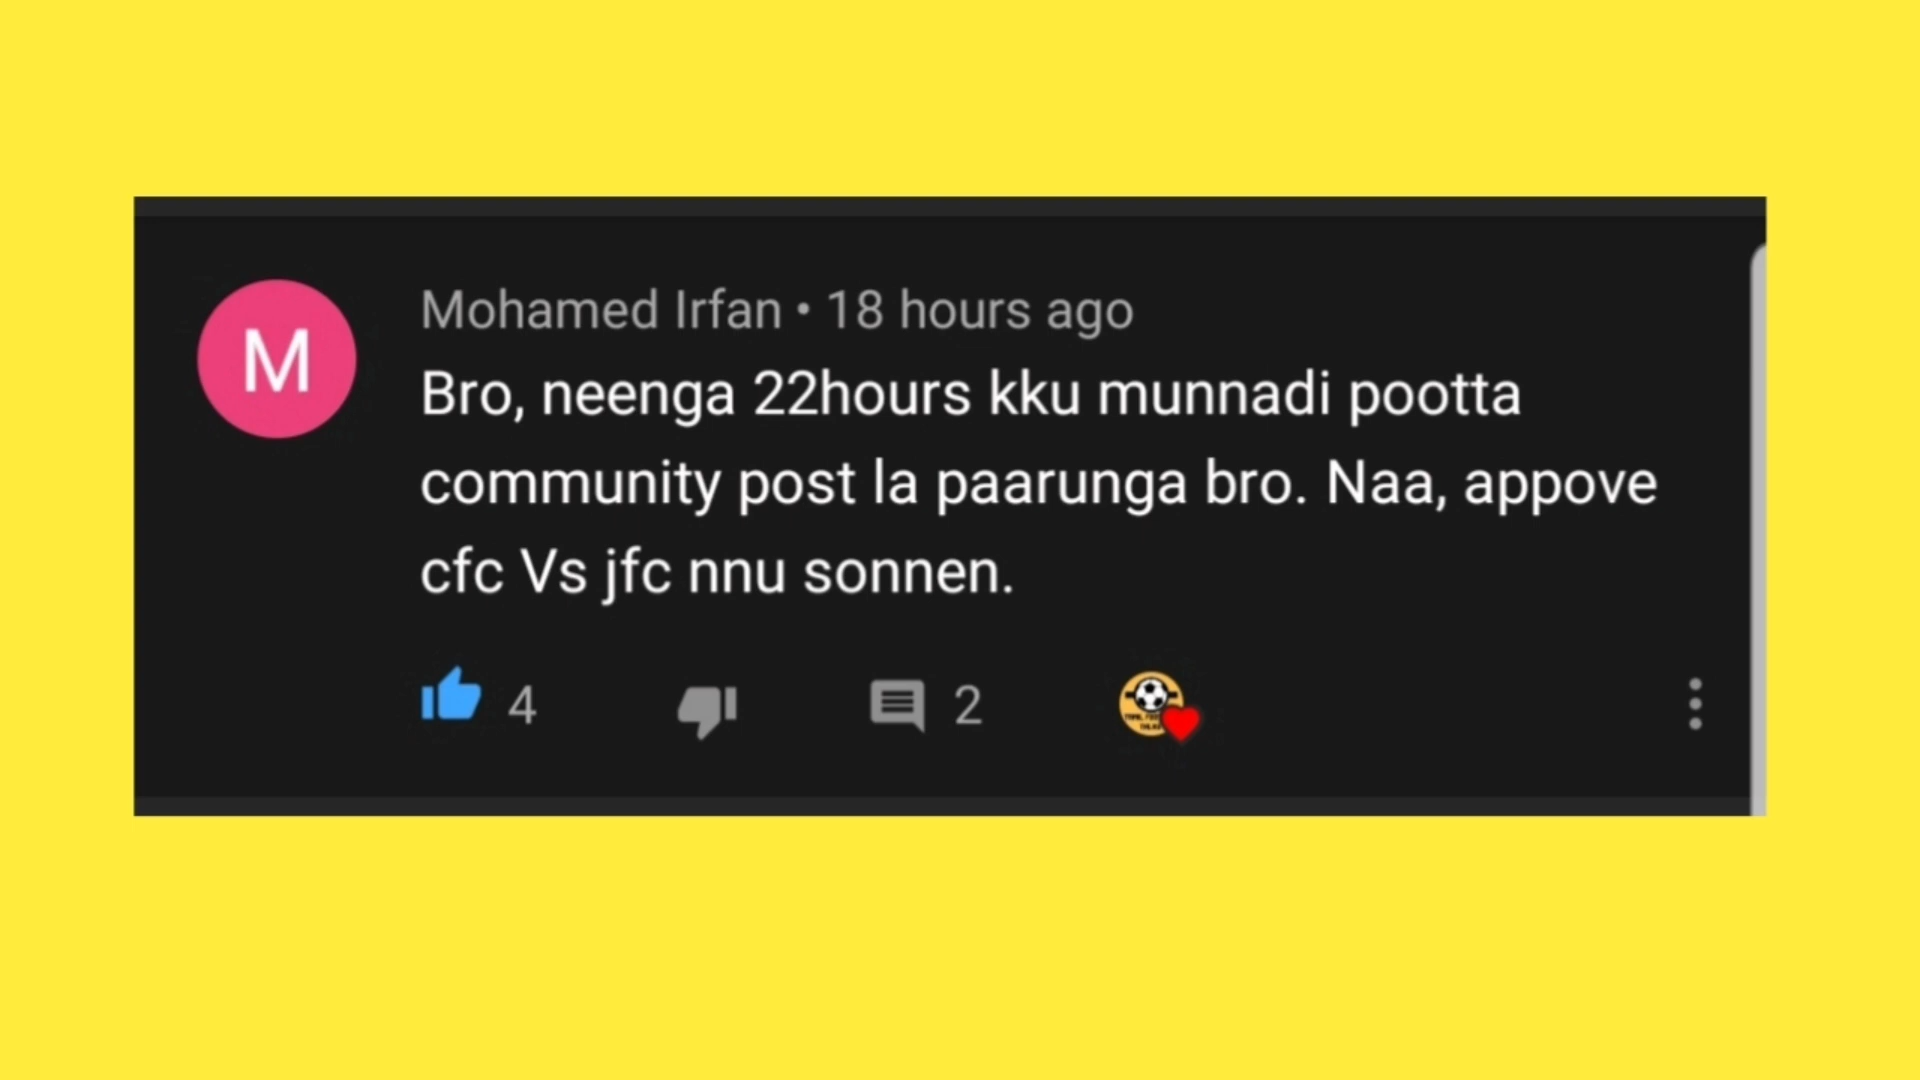 M
Mohamed Irfan • 18 hours ago
Bro, neenga 22hours kku munnadi pootta
community post la paarunga bro. Naa, appove
cfc Vs jfc nnu sonnen.
4 2